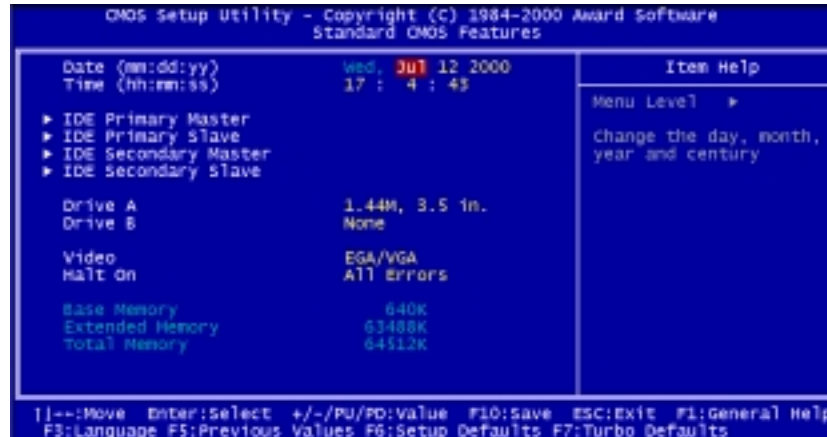 CMOS Setup Utility - Copyright (C) 1984-2000 Award Software
Standard CMOS Features
Date (mm:dd:yy) Wed, Jul 12 2000
Time (hh:mm:ss) 17 : 4 : 43
Item Help
Menu Level ►
Change the day, month,
year and century
► IDE Primary Master
► IDE Primary Slave
► IDE Secondary Master
► IDE Secondary Slave
Drive A 1.44M, 3.5 in.
Drive B None
Video EGA/VGA
Halt On All Errors
Base Memory 640K
Extended Memory 63488K
Total Memory 64512K
↑↓→←:Move Enter:Select +/-/PU/PD:Value F10:Save ESC:Exit F1:General Help
F3:Language F5:Previous Values F6:Setup Defaults F7:Turbo Defaults